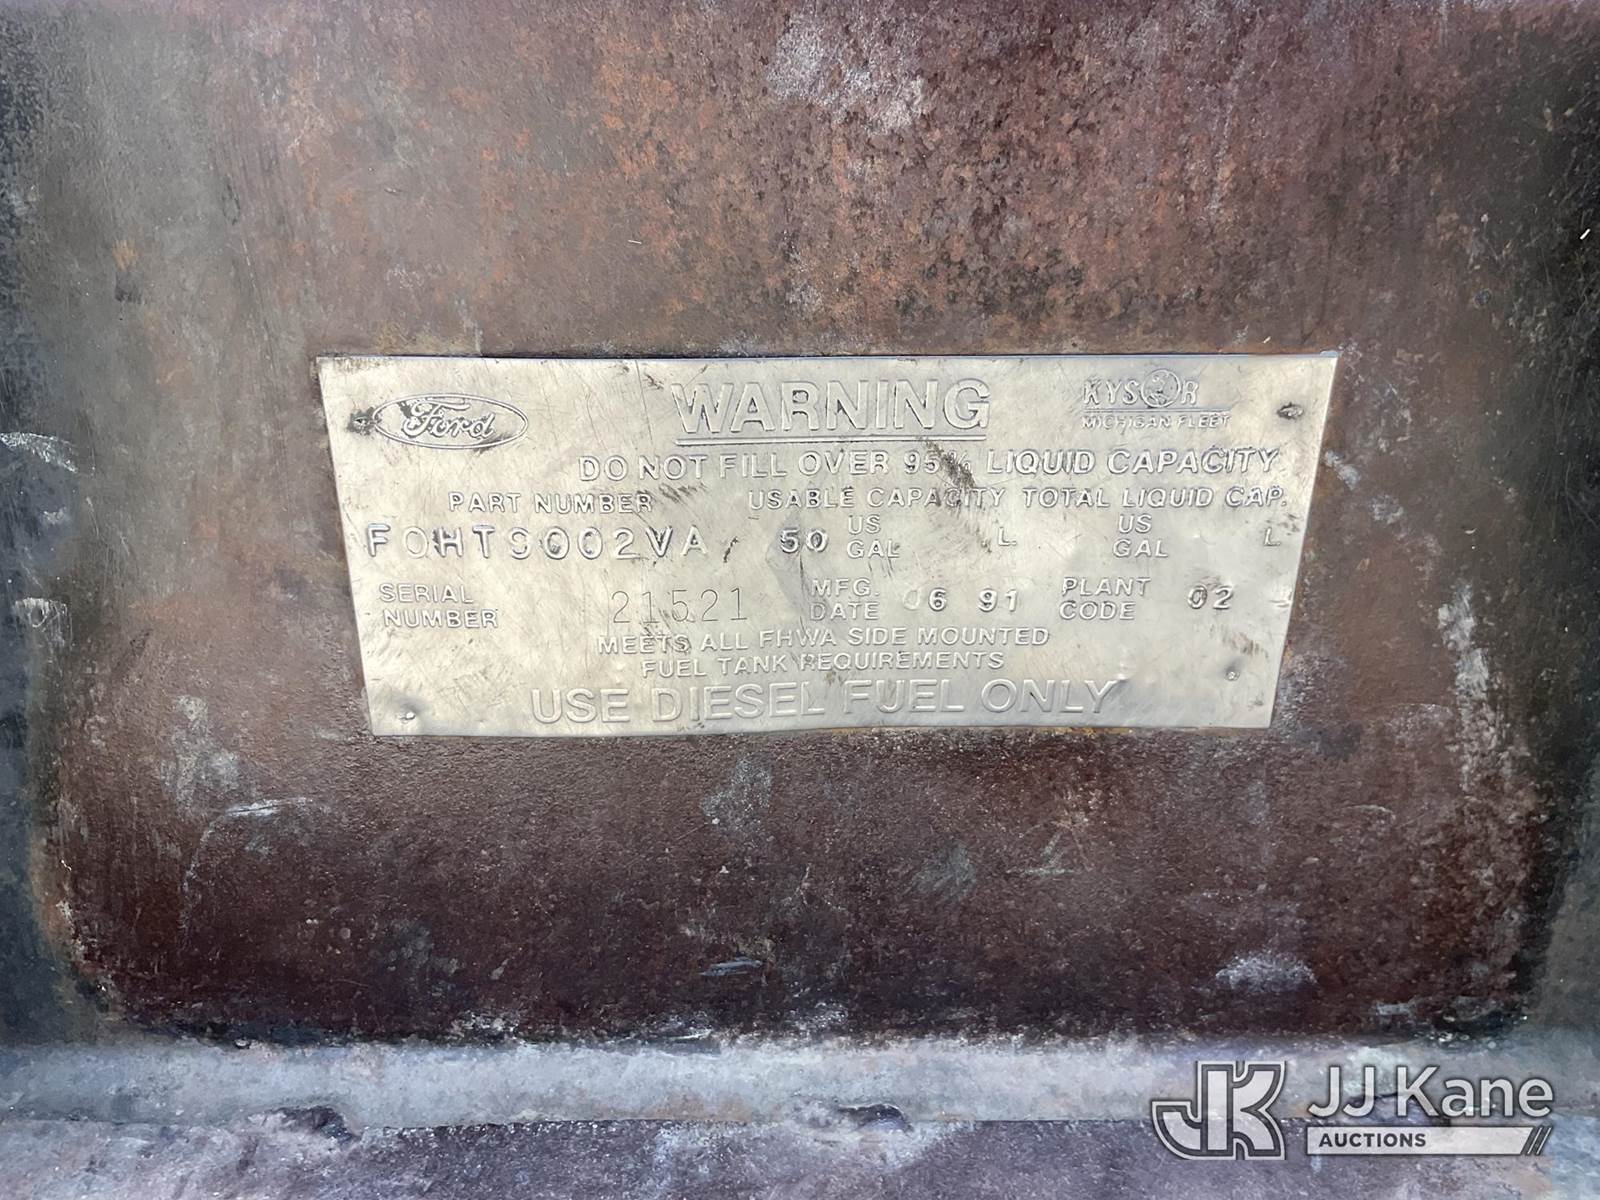 Ford WARNING KYSOR
MICHIGAN FLEET
DO NOT FILL OVER 95% LIQUID CAPACITY
PART NUMBER USABLE CAPACITY TOTAL LIQUID CAP.
F0HT9002VA 50 US GAL L. US GAL L.
SERIAL NUMBER 21521 MFG. DATE 06 91 PLANT CODE 02
MEETS ALL FHWA SIDE MOUNTED
FUEL TANK REQUIREMENTS
USE DIESEL FUEL ONLY
JK JJ Kane
AUCTIONS